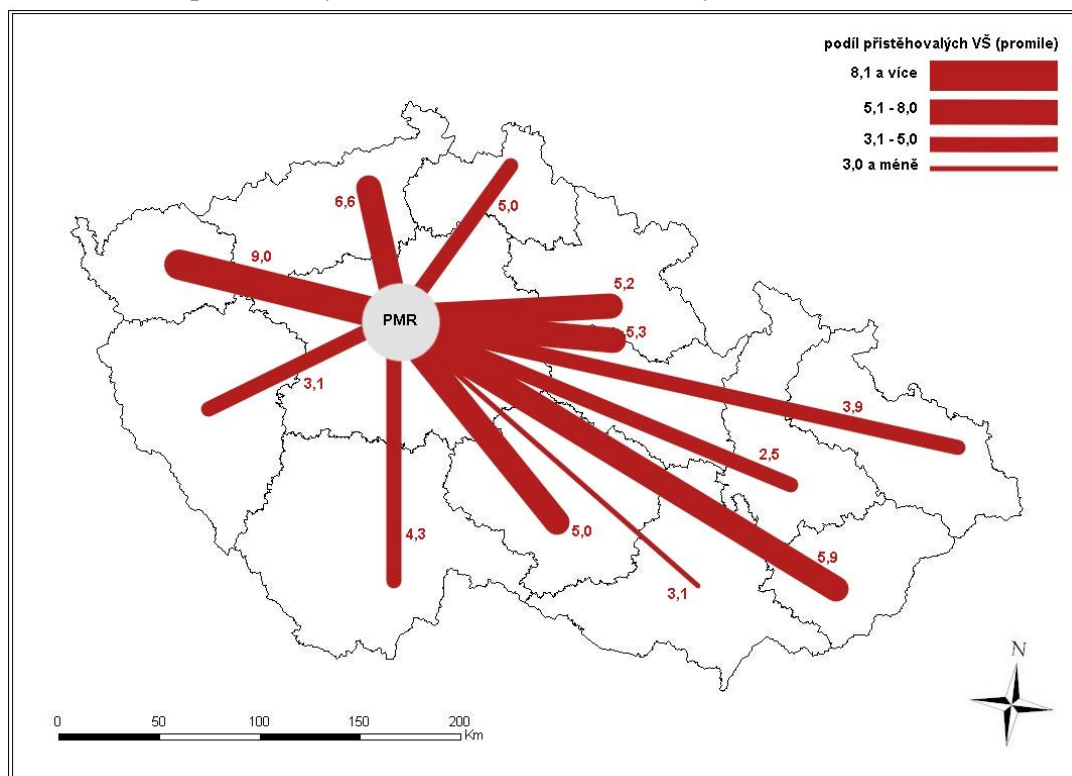 podíl přistěhovalých VŠ (promile)
8,1 a více
5,1 - 8,0
3,1 - 5,0
3,0 a méně
6,6
5,0
9,0
5,2
PMR
5,3
3,1
3,9
2,5
4,3
5,0
5,9
3,1
N
0 50 100 150 200
Km